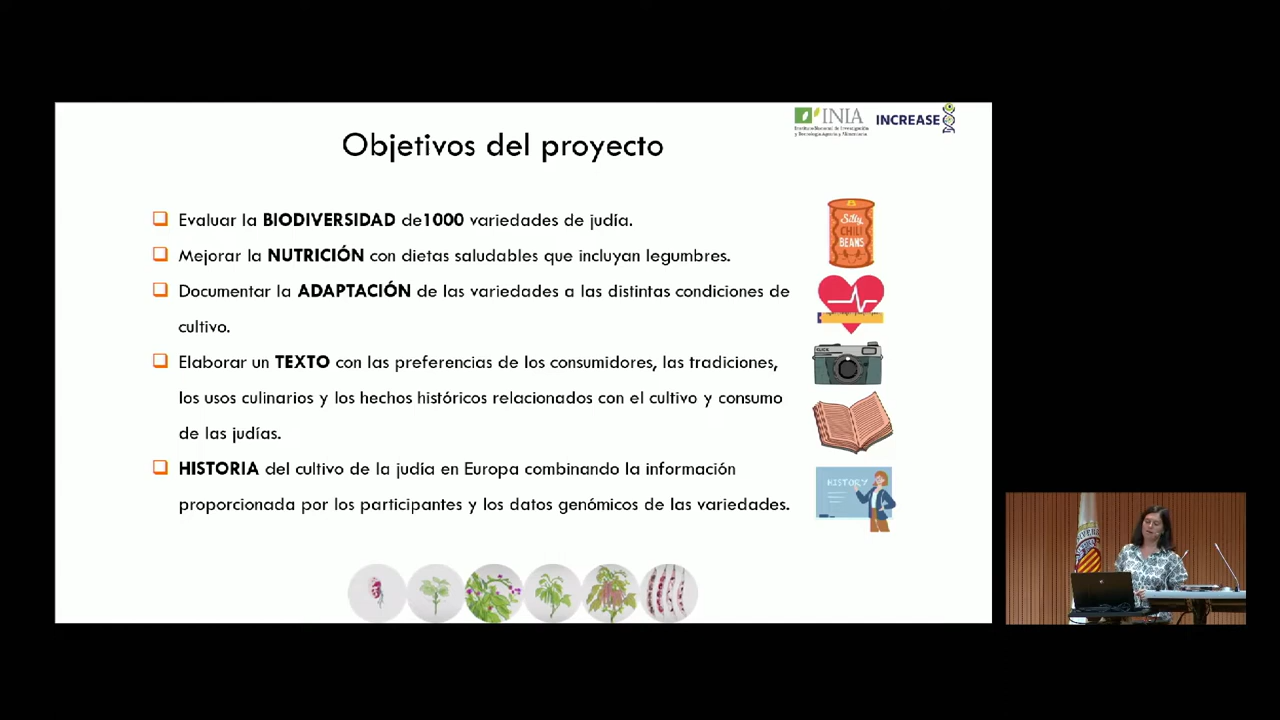 INIA
INCREASE
Objetivos del proyecto
Evaluar la BIODIVERSIDAD de1000 variedades de judía.
Mejorar la NUTRICIÓN con dietas saludables que incluyan legumbres.
Documentar la ADAPTACIÓN de las variedades a las distintas condiciones de
cultivo.
Elaborar un TEXTO con las preferencias de los consumidores, las tradiciones,
los usos culinarios y los hechos históricos relacionados con el cultivo y consumo
de las judías.
HISTORIA del cultivo de la judía en Europa combinando la información
proporcionada por los participantes y los datos genómicos de las variedades.
CHILI
BEANS
HISTORY